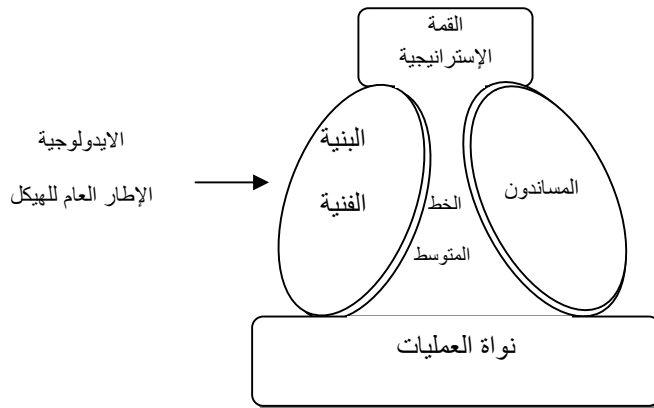 القمة
الإستراتيجية
الايدولوجية
الإطار العام للهيكل
البنية
الفنية
الخط
المتوسط
المساندون
نواة العمليات